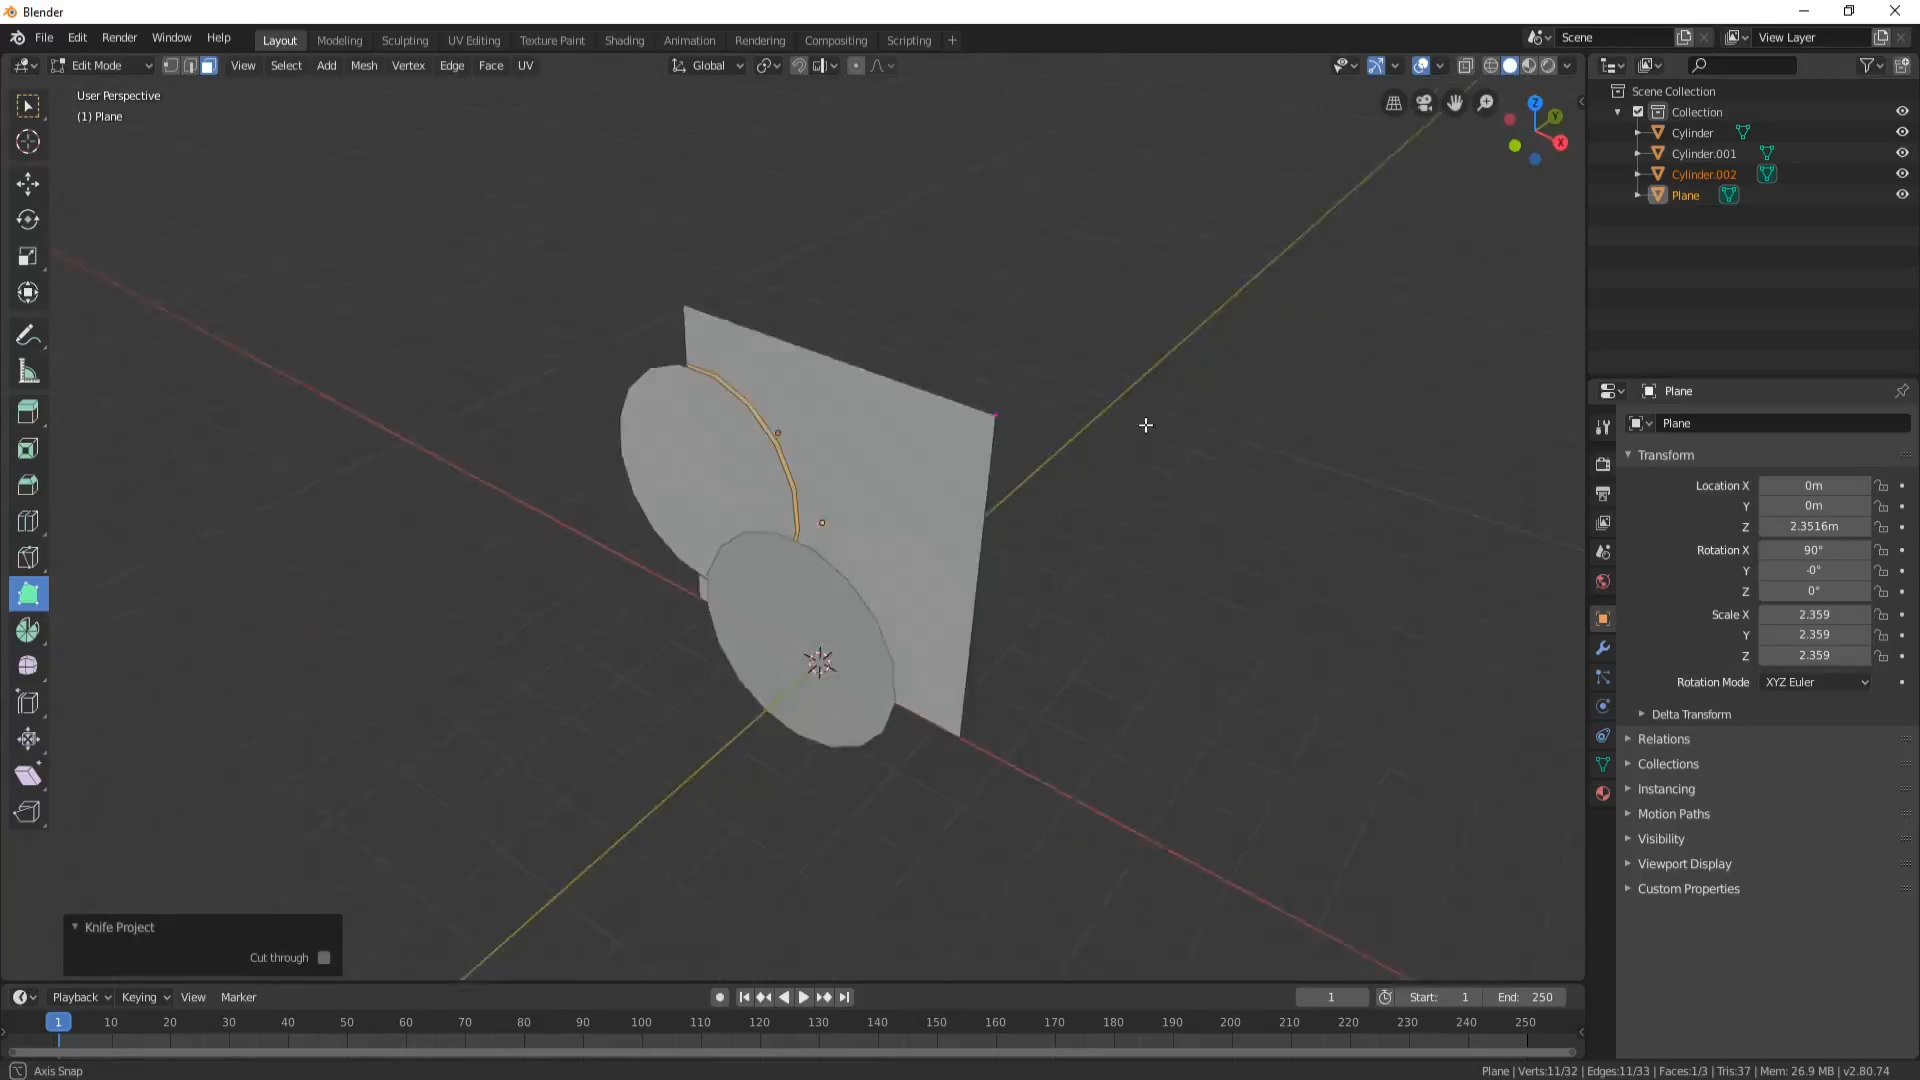 Blender
File Edit Render Window Help
Layout Modeling Sculpting UV Editing Texture Paint Shading Animation Rendering Compositing Scripting +
Scene
View Layer
Edit Mode View Select Add Mesh Vertex Edge Face UV
Global
User Perspective
(1) Plane
Z
Y
X
Scene Collection
Collection
Cylinder
Cylinder.001
Cylinder.002
Plane
Plane
Plane
Transform
Location X 0m
Y 0m
Z 2.3516m
Rotation X 90°
Y -0°
Z 0°
Scale X 2.359
Y 2.359
Z 2.359
Rotation Mode XYZ Euler
Delta Transform
Relations
Collections
Instancing
Motion Paths
Visibility
Viewport Display
Custom Properties
Knife Project
Cut through
Playback Keying View Marker
1 Start: 1 End: 250
1 10 20 30 40 50 60 70 80 90 100 110 120 130 140 150 160 170 180 190 200 210 220 230 240 250
Axis Snap
Plane | Verts:11/32 | Edges:11/33 | Faces:1/3 | Tris:37 | Mem: 26.9 MB | v2.80.74